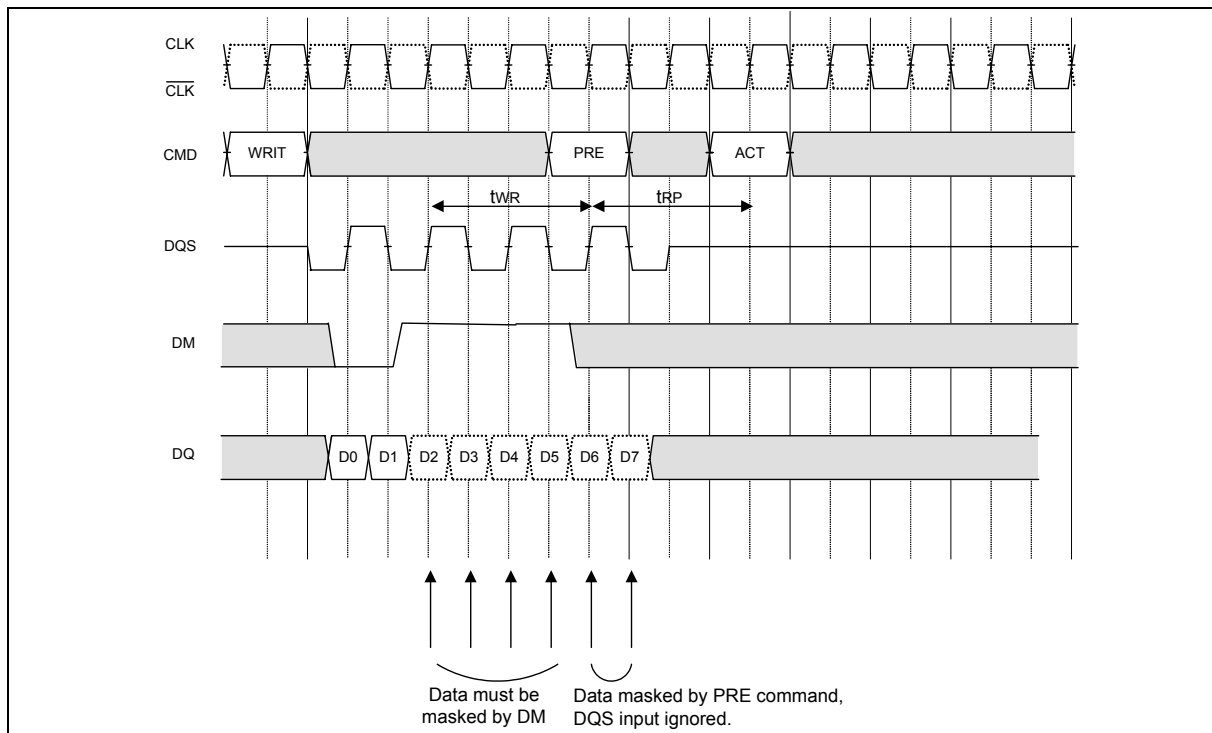 CLK
CLK
CMD
WRIT
PRE
ACT
tWR
tRP
DQS
DM
DQ
D0
D1
D2
D3
D4
D5
D6
D7
Data must be
masked by DM
Data masked by PRE command,
DQS input ignored.